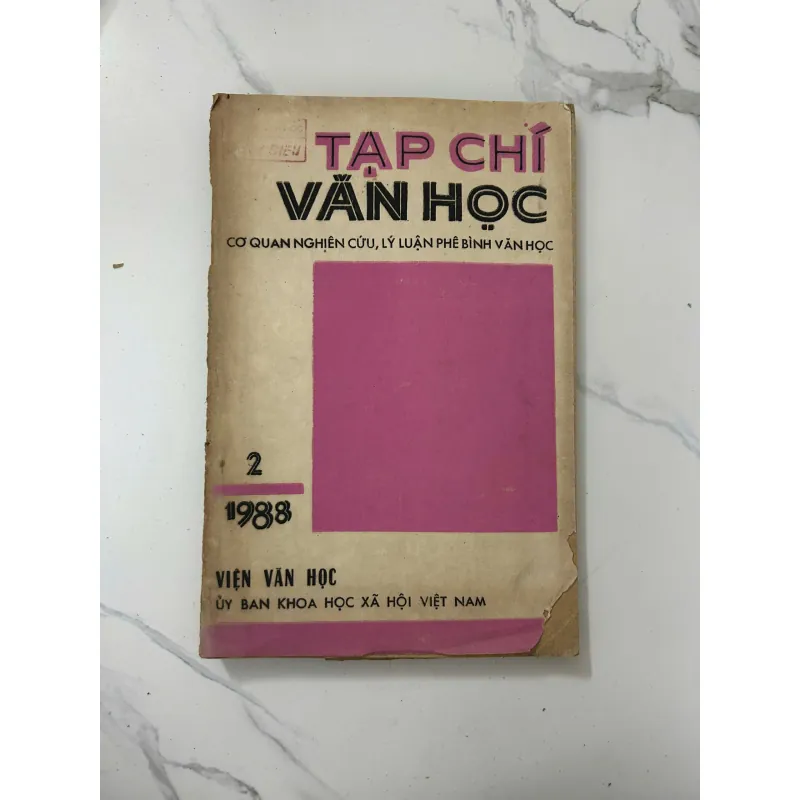 TẠP CHÍ
VĂN HỌC
CƠ QUAN NGHIÊN CỨU, LÝ LUẬN PHÊ BÌNH VĂN HỌC
2
1988
VIỆN VĂN HỌC
ỦY BAN KHOA HỌC XÃ HỘI VIỆT NAM